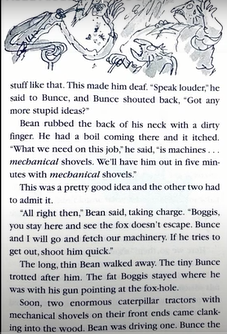 stuff like that. This made him deaf. “Speak louder,” he
said to Bunce, and Bunce shouted back, “Got any
more stupid ideas?”
Bean rubbed the back of his neck with a dirty
finger. He had a boil coming there and it itched.
“What we need on this job,” he said, “is machines . . .
mechanical shovels. We'll have him out in five min-
utes with mechanical shovels.”
This was a pretty good idea and the other two had
to admit it.
“All right then,” Bean said, taking charge. “Boggis,
you stay here and see the fox doesn't escape. Bunce
and I will go and fetch our machinery. If he tries to
get out, shoot him quick.”
The long, thin Bean walked away. The tiny Bunce
trotted after him. The fat Boggis stayed where he
was with his gun pointing at the fox-hole.
Soon, two enormous caterpillar tractors with
mechanical shovels on their front ends came clank-
ing into the wood. Bean was driving one. Bunce the